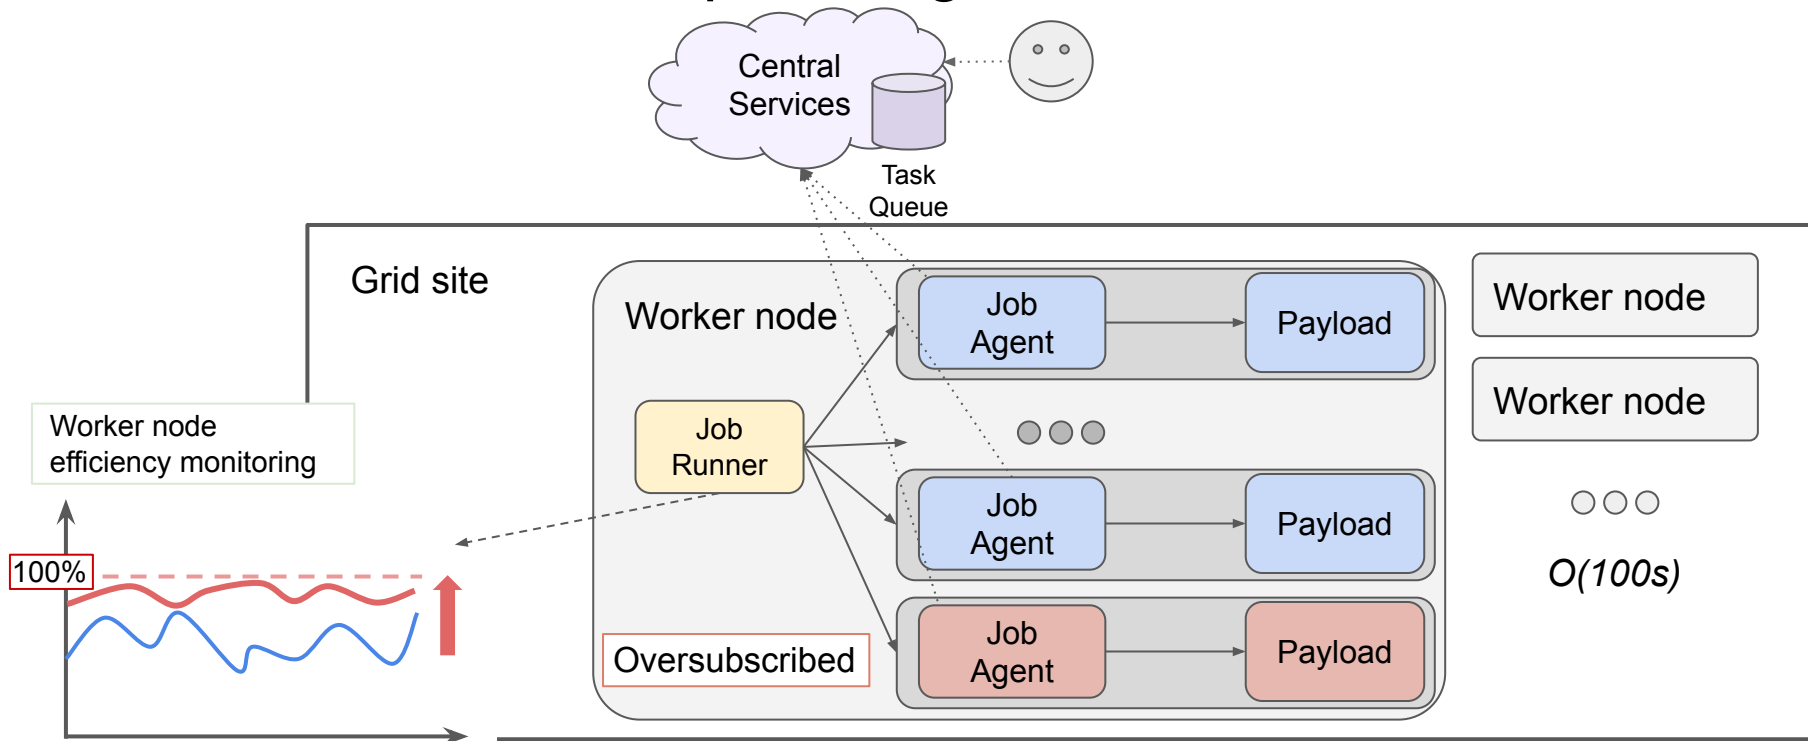 Central
Services
Task
Queue
Grid site
Worker node
Job
Agent
Payload
Worker node
Worker node
Worker node
efficiency monitoring
Job
Runner
Job
Agent
Payload
100%
O(100s)
Oversubscribed
Job
Agent
Payload